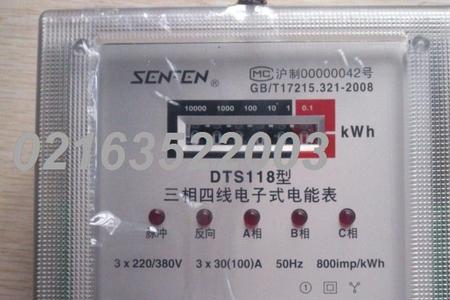 SENFEN®
MC 沪制00000042号
GB/T17215.321-2008
10000 1000 100 10 1 0.1
kWh
02163522003
DTS118型
三相四线电子式电能表
脉冲 反向 A相 B相 C相
3 x 220/380V 3 x 30(100)A 50Hz 800imp/kWh
1